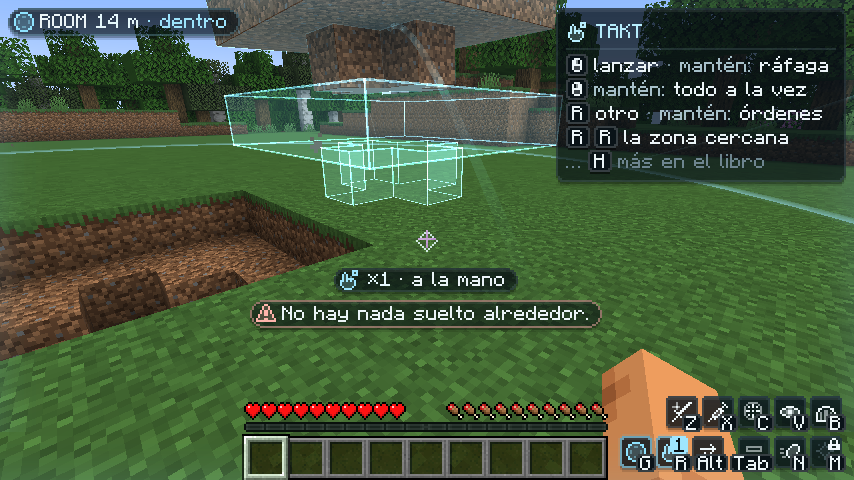 ROOM 14 m · dentro
TAKT
lanzar · mantén: ráfaga
mantén: todo a la vez
R otro · mantén: órdenes
R R la zona cercana
... H más en el libro
×1 · a la mano
No hay nada suelto alrededor.
Z X C V B
1
G R Alt Tab N M